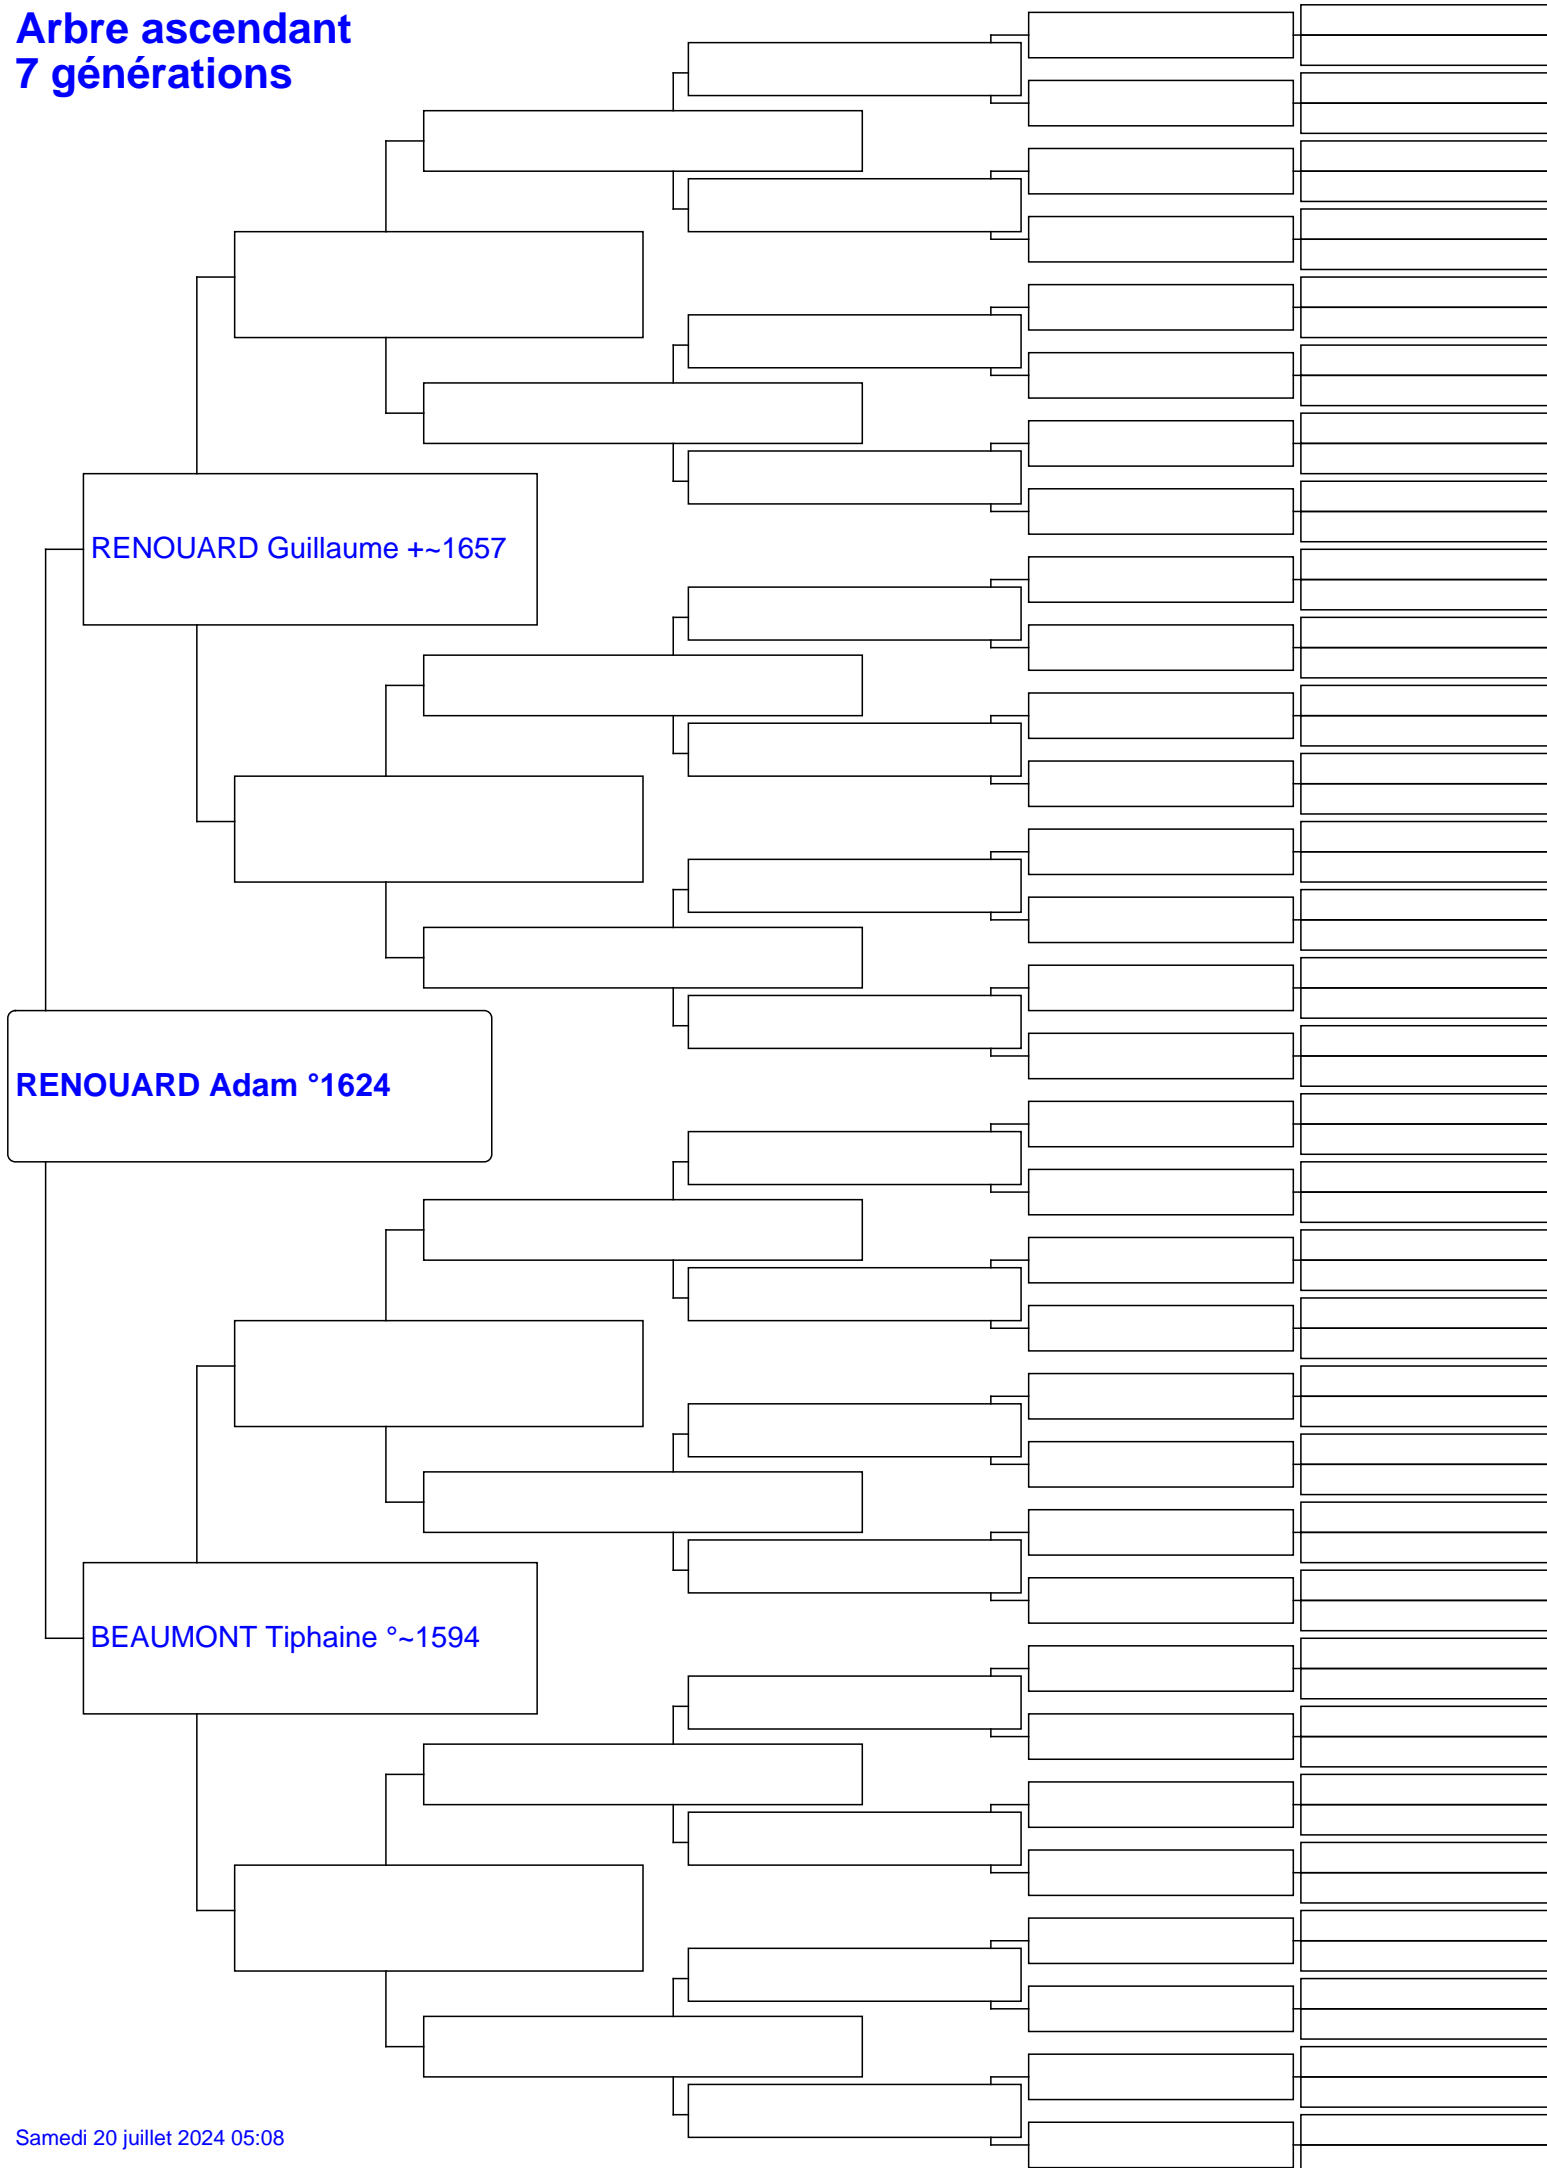 Arbre ascendant
7 générations
RENOUARD Guillaume +~1657
RENOUARD Adam °1624
BEAUMONT Tiphaine °~1594
Samedi 20 juillet 2024 05:08